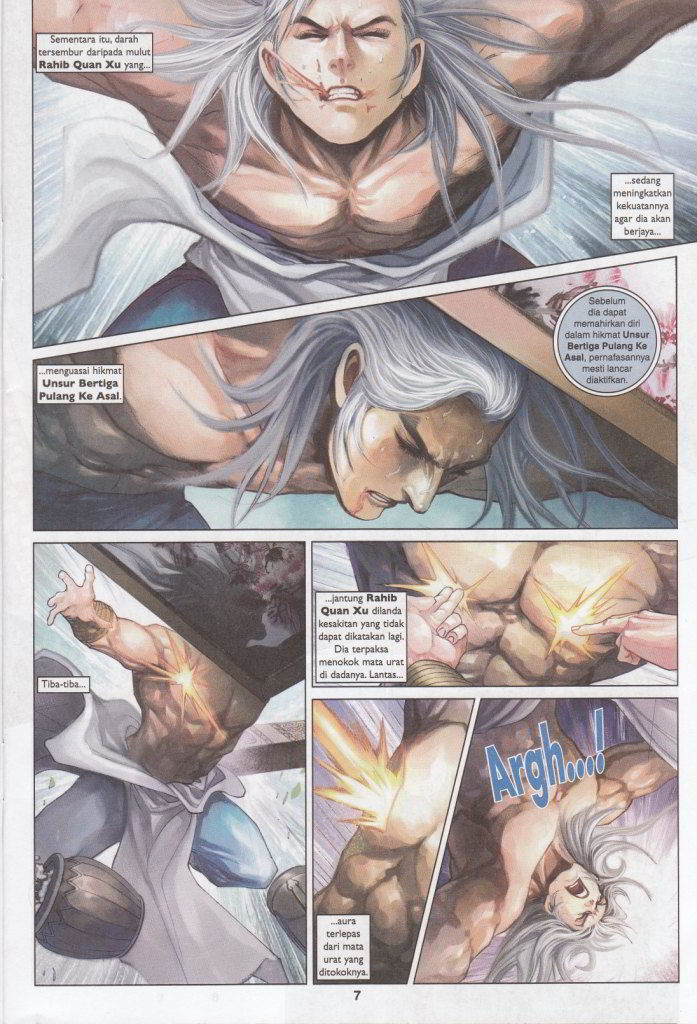 Sementara itu, darah
tersembur daripada mulut
Rahib Quan Xu yang...
...sedang
meningkatkan
kekuatannya
agar dia akan
berjaya...
Sebelum
dia dapat
memahirkan diri
dalam hikmat Unsur
Bertiga Pulang Ke
Asal, pernafasannya
mesti lancar
diaktifkan.
...menguasai hikmat
Unsur Bertiga
Pulang Ke Asal.
Tiba-tiba...
...jantung Rahib
Quan Xu dilanda
kesakitan yang tidak
dapat dikatakan lagi.
Dia terpaksa
menokok mata urat
di dadanya. Lantas...
...aura
terlepas
dari mata
urat yang
ditokoknya.
Argh....!
7